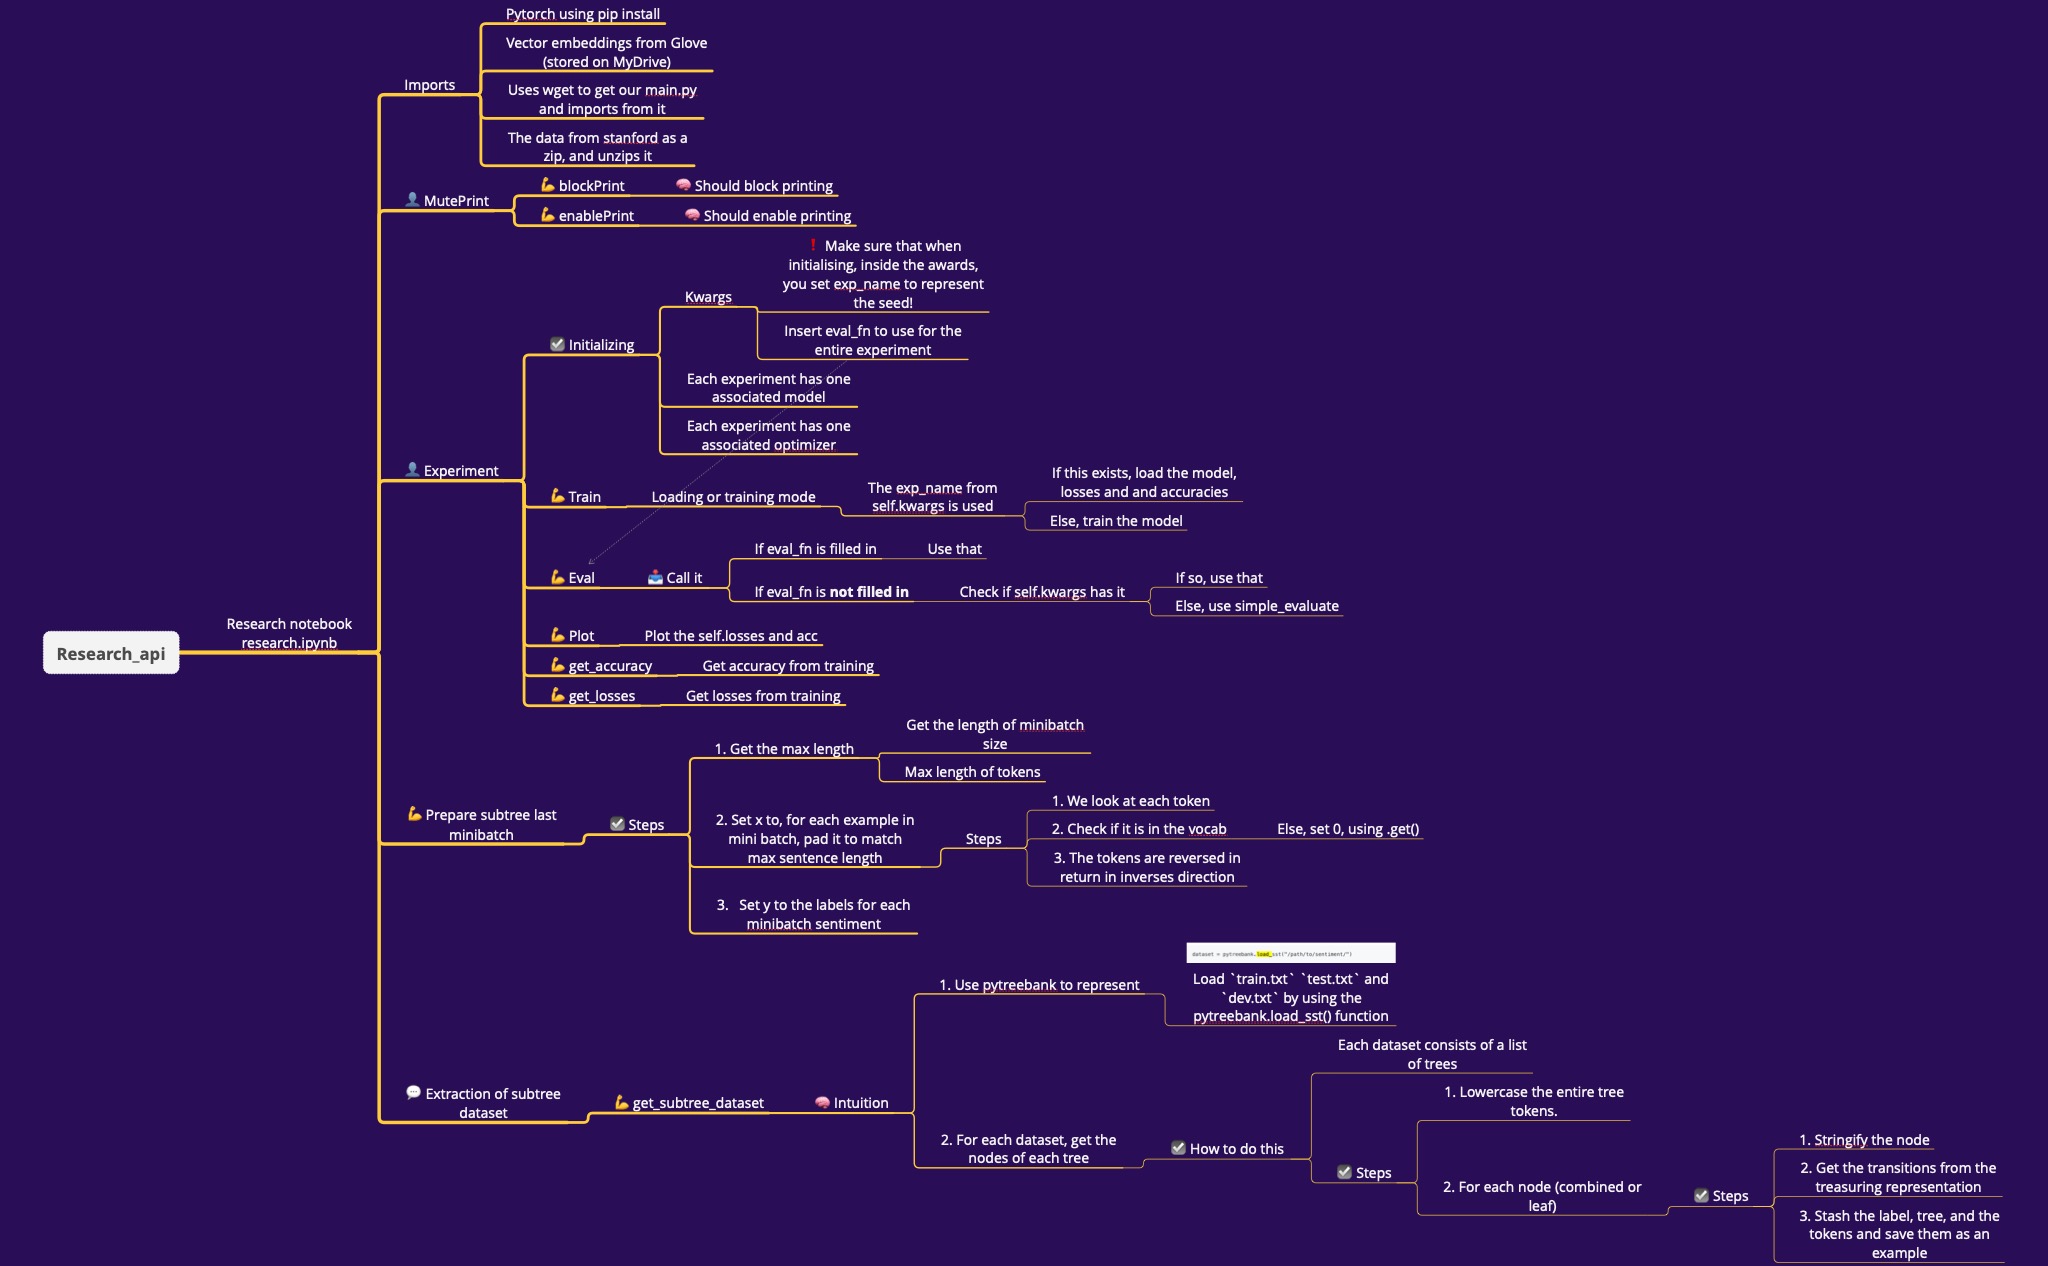 Pytorch using pip install
Vector embeddings from Glove
(stored on MyDrive)
Imports
Uses wget to get our main.py
and imports from it
The data from stanford as a
zip, and unzips it
MutePrint
blockPrint
Should block printing
enablePrint
Should enable printing
! Make sure that when
initialising, inside the awards,
you set exp_name to represent
the seed!
Kwargs
Insert eval_fn to use for the
entire experiment
Initializing
Each experiment has one
associated model
Each experiment has one
associated optimizer
Experiment
Train
Loading or training mode
The exp_name from
self.kwargs is used
If this exists, load the model,
losses and and accuracies
Else, train the model
Eval
Call it
If eval_fn is filled in
Use that
If eval_fn is not filled in
Check if self.kwargs has it
If so, use that
Else, use simple_evaluate
Plot
Plot the self.losses and acc
get_accuracy
Get accuracy from training
get_losses
Get losses from training
Research_api
Research notebook
research.ipynb
Prepare subtree last
minibatch
Steps
1. Get the max length
Get the length of minibatch
size
Max length of tokens
2. Set x to, for each example in
mini batch, pad it to match
max sentence length
Steps
1. We look at each token
2. Check if it is in the vocab
Else, set 0, using .get()
3. The tokens are reversed in
return in inverses direction
3. Set y to the labels for each
minibatch sentiment
Extraction of subtree
dataset
get_subtree_dataset
Intuition
1. Use pytreebank to represent
dataset = pytreebank.load_sst("/path/to/sentiment/")
Load `train.txt` `test.txt` and
`dev.txt` by using the
pytreebank.load_sst() function
2. For each dataset, get the
nodes of each tree
How to do this
Each dataset consists of a list
of trees
Steps
1. Lowercase the entire tree
tokens.
2. For each node (combined or
leaf)
Steps
1. Stringify the node
2. Get the transitions from the
treasuring representation
3. Stash the label, tree, and the
tokens and save them as an
example